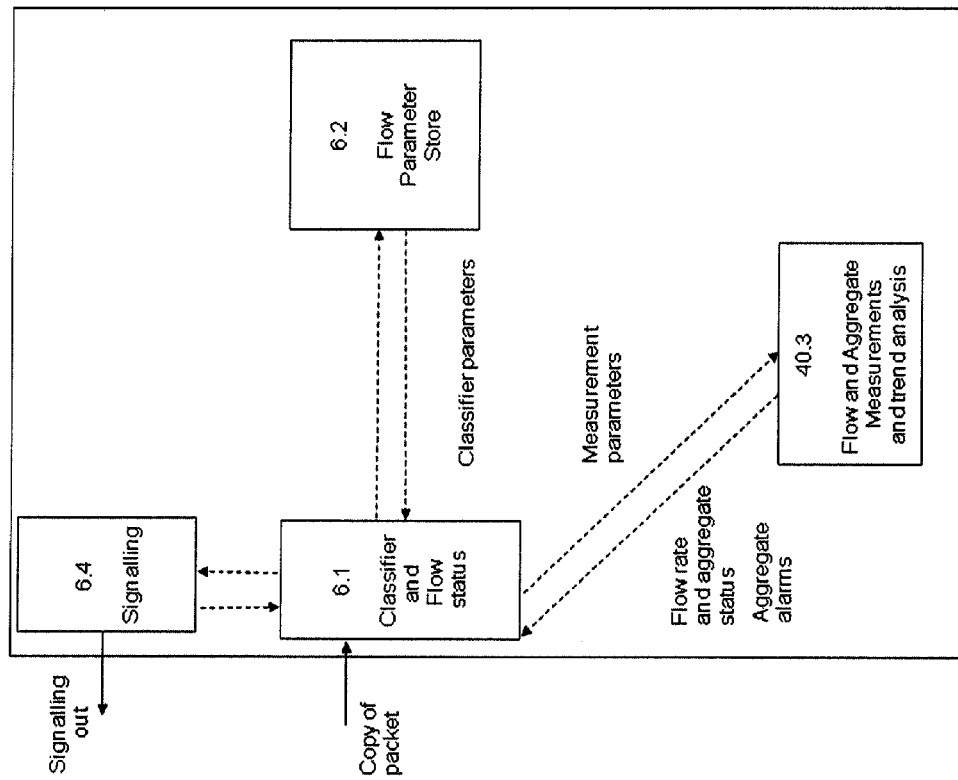 Signalling
out
6.4
Signalling
Copy of
packet
6.1
Classifier
and
Flow
status
Classifier parameters
6.2
Flow
Parameter
Store
Flow rate
and aggregate
status
Aggregate
alarms
Measurement
parameters
40.3
Flow and Aggregate
Measurements
and trend analysis